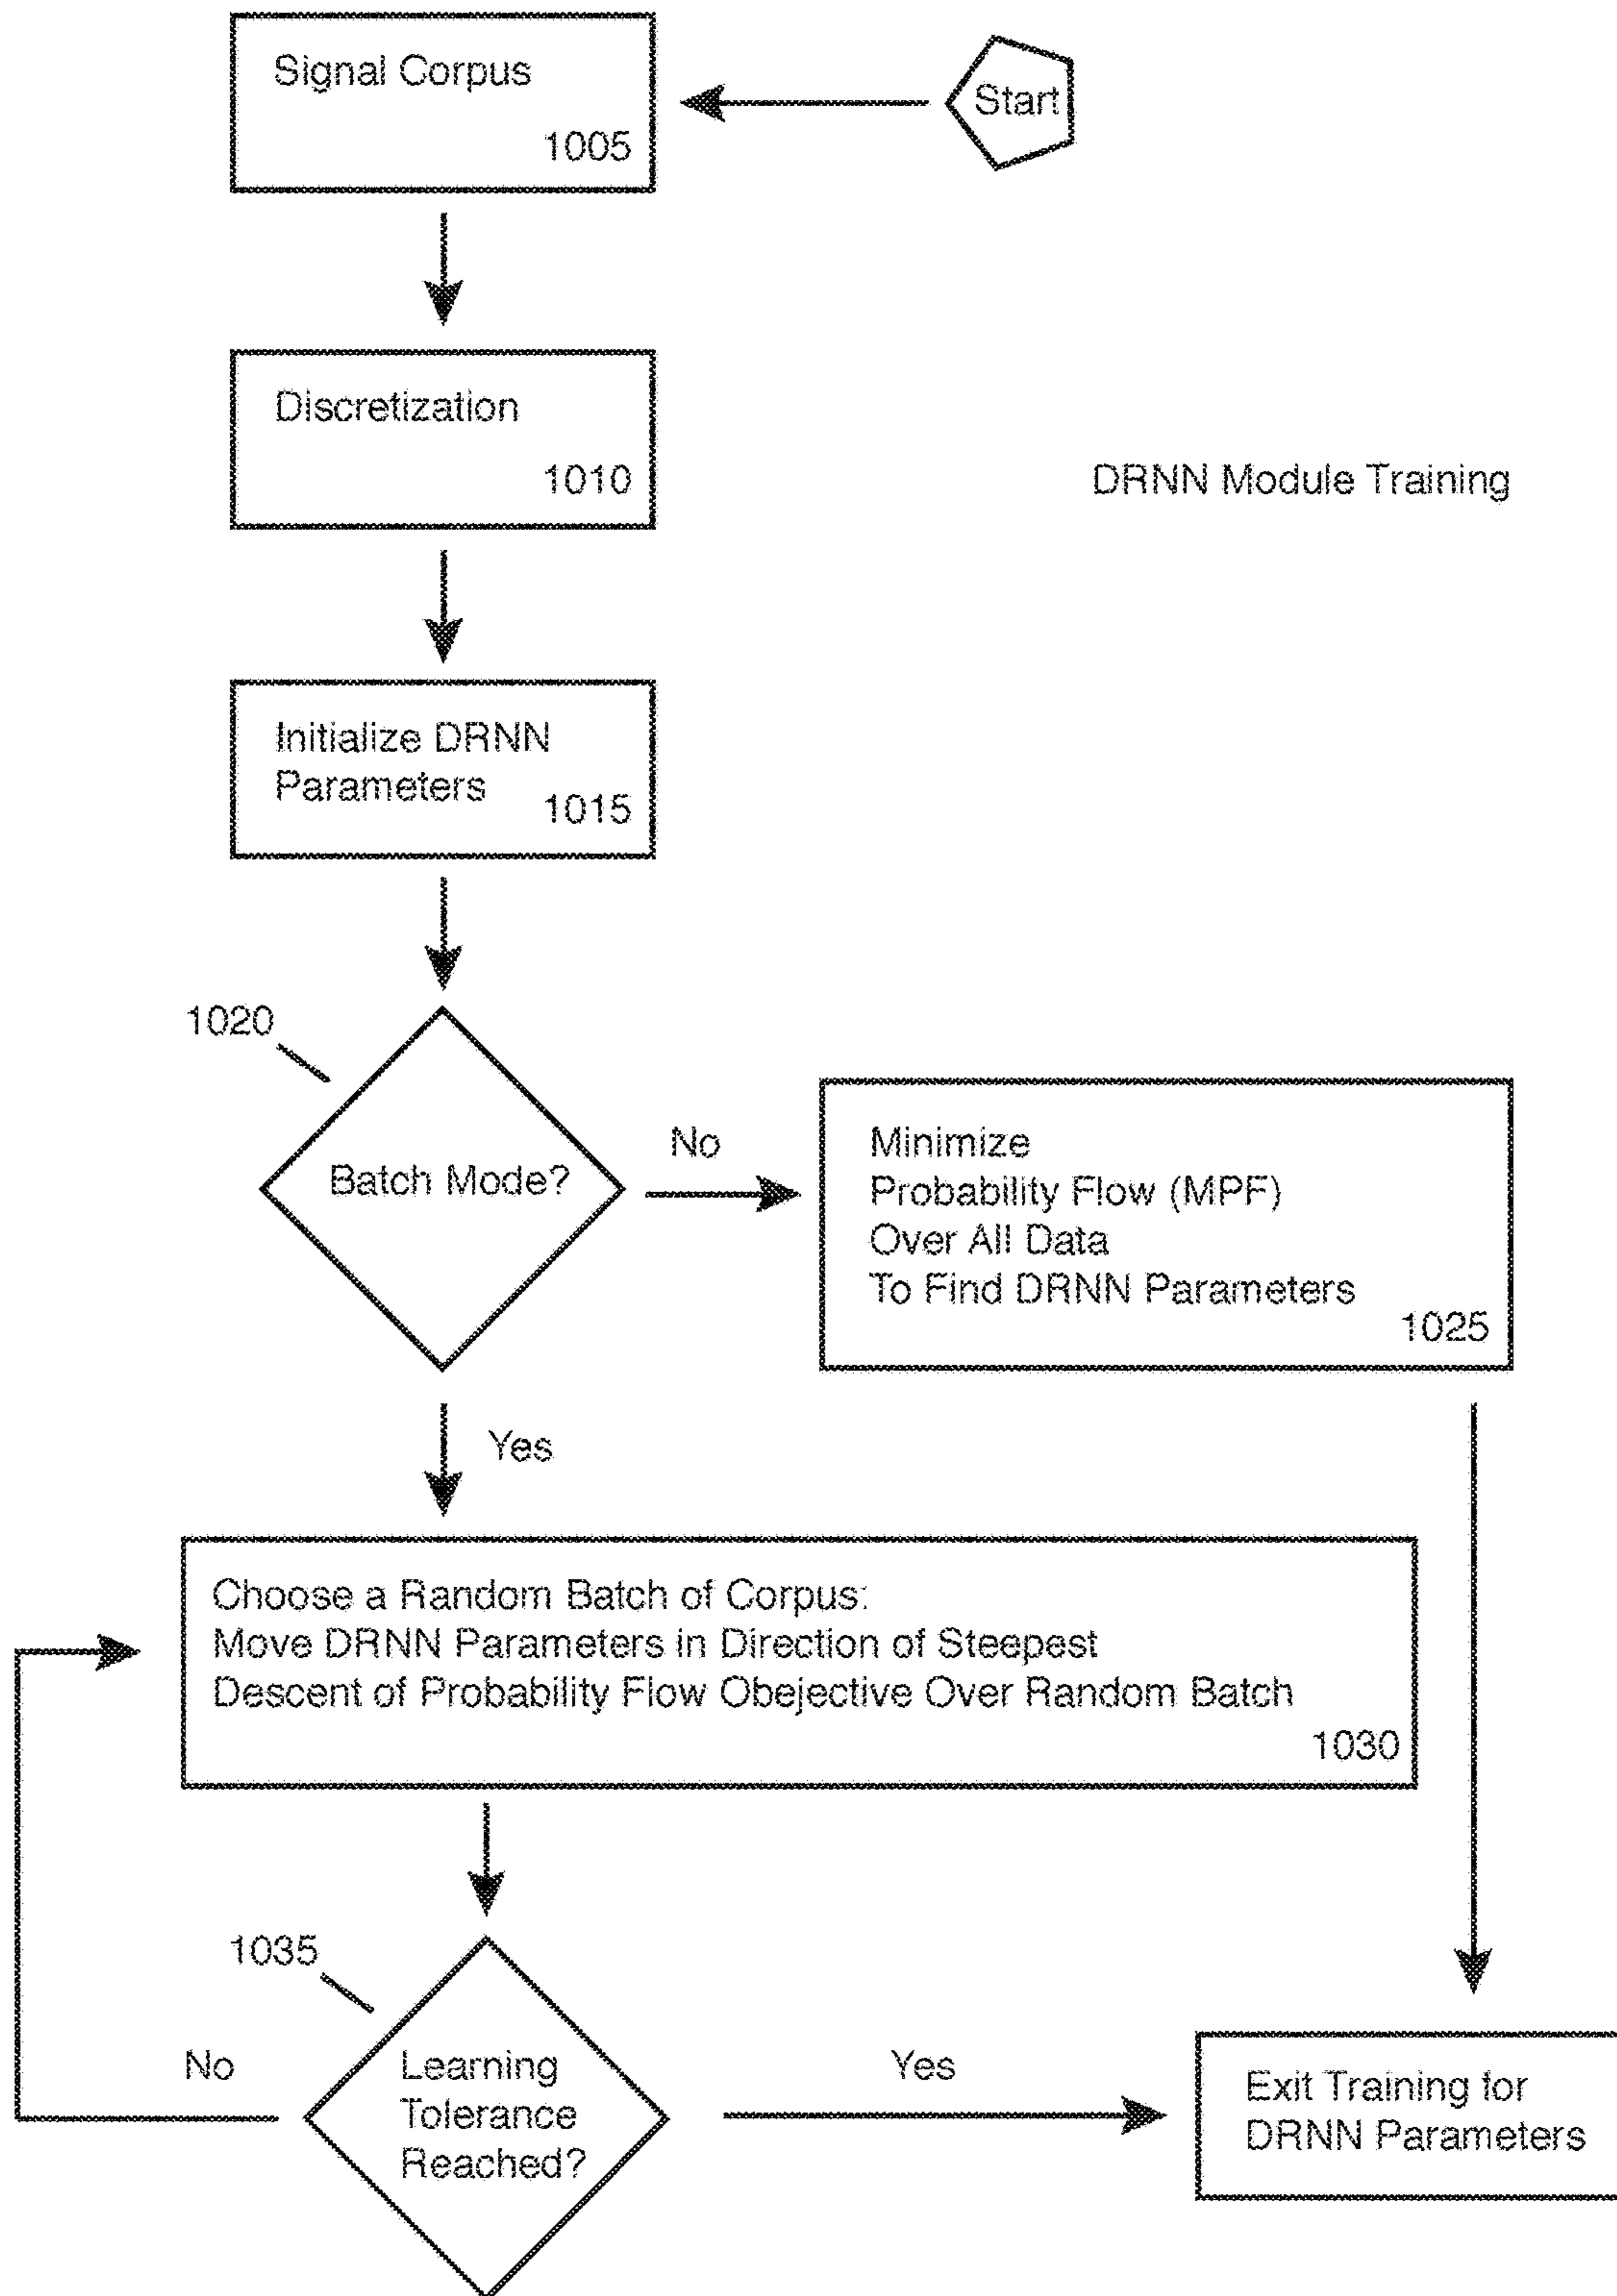 Signal Corpus
1005
Start
Discretization
1010
DRNN Module Training
Initialize DRNN
Parameters
1015
1020
Batch Mode?
No
Minimize
Probability Flow (MPF)
Over All Data
To Find DRNN Parameters
1025
Yes
Choose a Random Batch of Corpus:
Move DRNN Parameters in Direction of Steepest
Descent of Probability Flow Obejective Over Random Batch
1030
1035
No
Learning
Tolerance
Reached?
Yes
Exit Training for
DRNN Parameters